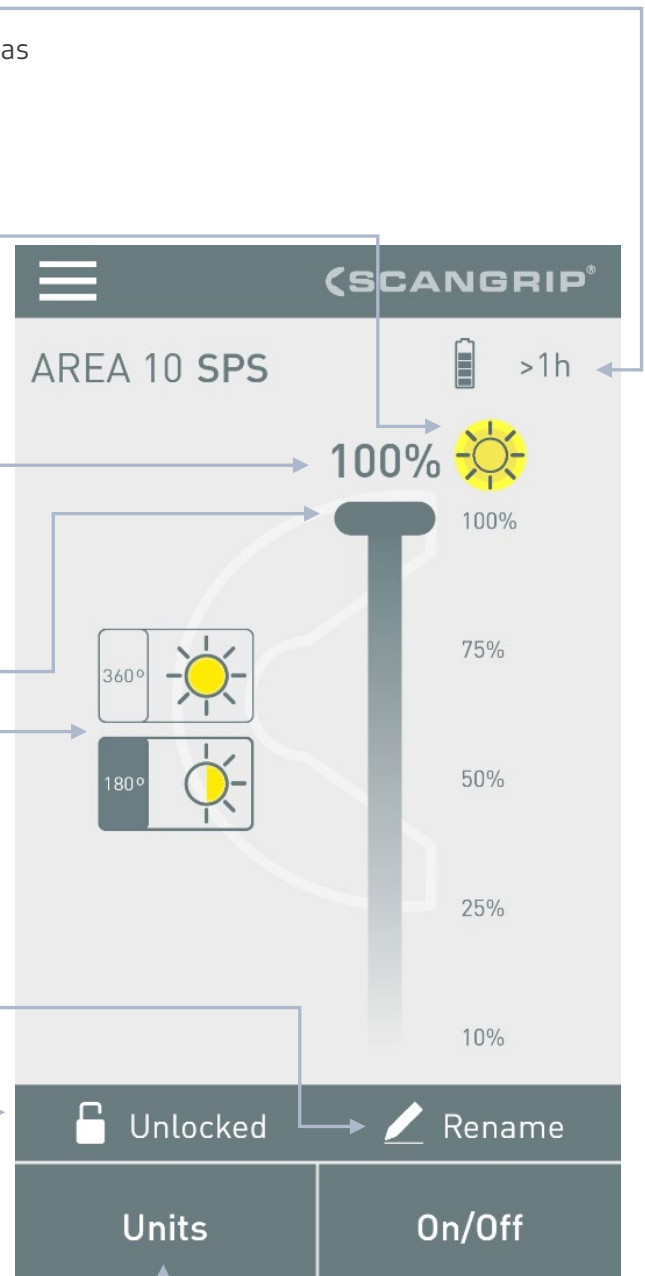 as
SCANGRIP®
AREA 10 SPS
>1h
100%
100%
360°
75%
180°
50%
25%
10%
Unlocked
Rename
Units
On/Off